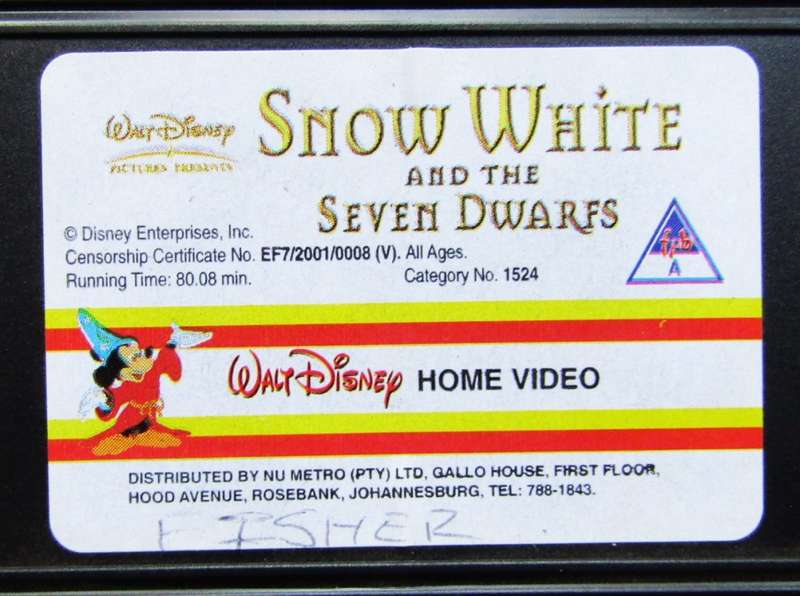 WALT DISNEY
PICTURES PRESENTS
SNOW WHITE
AND THE
SEVEN DWARFS
© Disney Enterprises, Inc.
Censorship Certificate No. EF7/2001/0008 (V). All Ages.
Running Time: 80.08 min.
Category No. 1524
fpb
A
WALT DISNEY HOME VIDEO
DISTRIBUTED BY NU METRO (PTY) LTD, GALLO HOUSE, FIRST FLOOR,
HOOD AVENUE, ROSEBANK, JOHANNESBURG, TEL: 788-1843.
FISHER